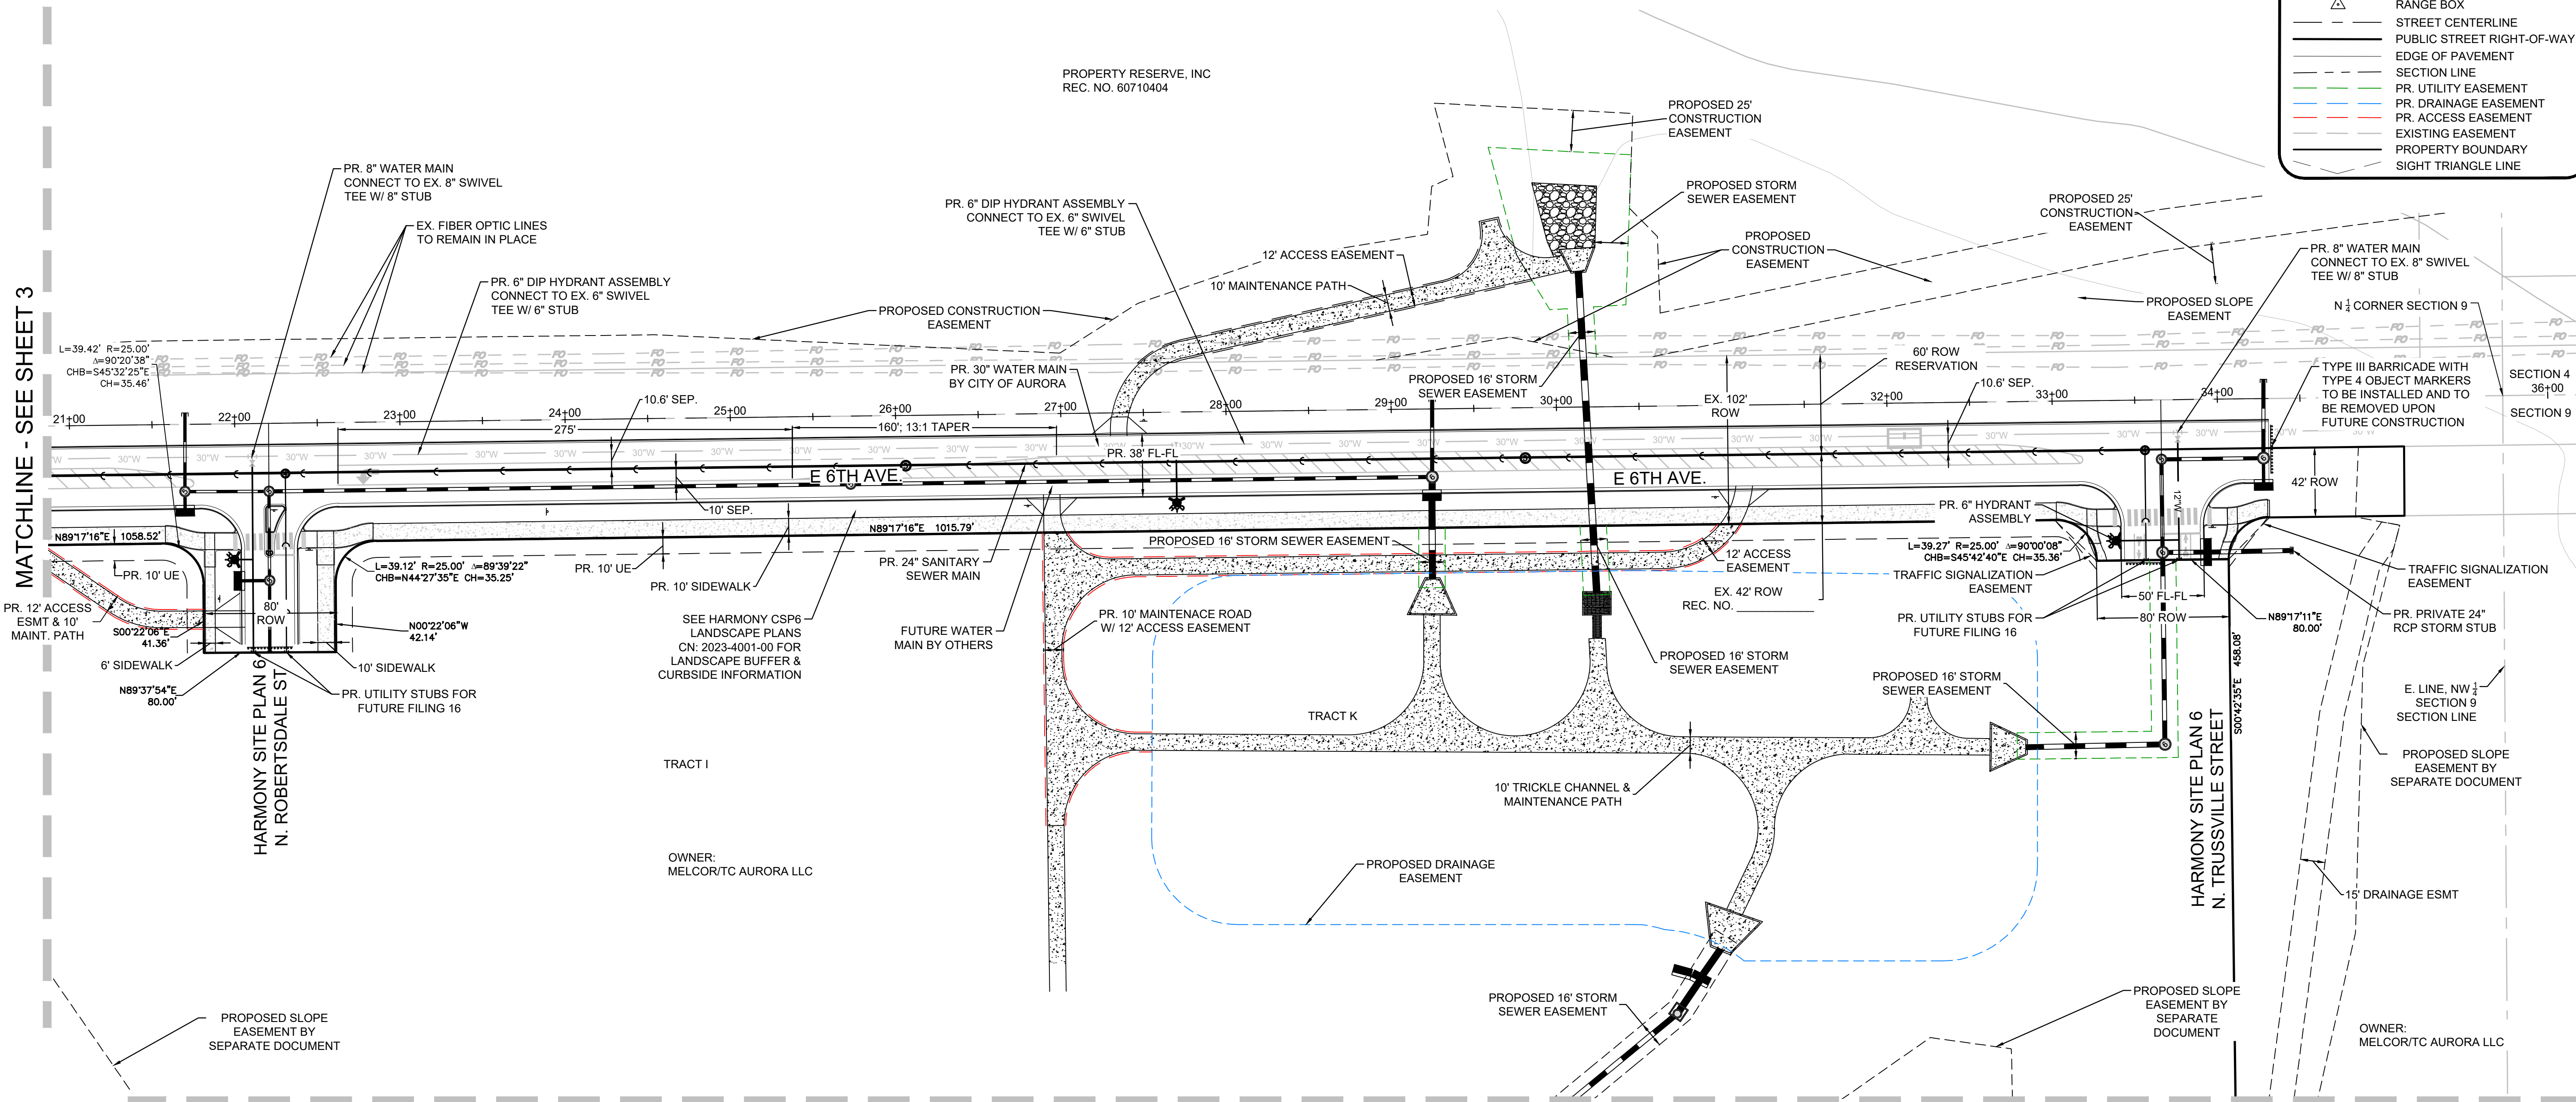 RANGE BOX
STREET CENTERLINE
PUBLIC STREET RIGHT-OF-WAY
EDGE OF PAVEMENT
SECTION LINE
PR. UTILITY EASEMENT
PR. DRAINAGE EASEMENT
PR. ACCESS EASEMENT
EXISTING EASEMENT
PROPERTY BOUNDARY
SIGHT TRIANGLE LINE
PROPERTY RESERVE, INC
REC. NO. 60710404
PROPOSED 25'
CONSTRUCTION
EASEMENT
PR. 8" WATER MAIN
CONNECT TO EX. 8" SWIVEL
TEE W/ 8" STUB
EX. FIBER OPTIC LINES
TO REMAIN IN PLACE
PR. 6" DIP HYDRANT ASSEMBLY
CONNECT TO EX. 6" SWIVEL
TEE W/ 6" STUB
PR. 6" DIP HYDRANT ASSEMBLY
CONNECT TO EX. 6" SWIVEL
TEE W/ 6" STUB
PROPOSED STORM
SEWER EASEMENT
PROPOSED
CONSTRUCTION
EASEMENT
PROPOSED 25'
CONSTRUCTION
EASEMENT
PR. 8" WATER MAIN
CONNECT TO EX. 8" SWIVEL
TEE W/ 8" STUB
12' ACCESS EASEMENT
10' MAINTENANCE PATH
PROPOSED CONSTRUCTION
EASEMENT
PROPOSED SLOPE
EASEMENT
N 1/4 CORNER SECTION 9
MATCHLINE - SEE SHEET 3
L=39.42' R=25.00'
Δ=90°20'38"
CHB=S45°32'25"E
CH=35.46'
FO FO FO FO FO FO FO FO FO FO FO FO
PR. 30" WATER MAIN
BY CITY OF AURORA
PROPOSED 16' STORM
SEWER EASEMENT
60' ROW
RESERVATION
EX. 102'
ROW
10.6' SEP.
TYPE III BARRICADE WITH
TYPE 4 OBJECT MARKERS
TO BE INSTALLED AND TO
BE REMOVED UPON
FUTURE CONSTRUCTION
SECTION 4
36+00
SECTION 9
21+00 22+00 23+00 24+00 25+00 26+00 27+00 28+00 29+00 30+00 32+00 33+00 34+00
10.6' SEP.
275'
160'; 13:1 TAPER
PR. 38' FL-FL
30"W 30"W 30"W 30"W 30"W 30"W 30"W 30"W 30"W 30"W
E 6TH AVE.
E 6TH AVE.
42' ROW
12"W
10' SEP.
N89°17'16"E 1058.52'
N89°17'16"E 1015.79'
PR. 10' UE
PR. 10' UE
L=39.12' R=25.00' Δ=89°39'22"
CHB=N44°27'35"E CH=35.25'
PR. 10' SIDEWALK
PR. 24" SANITARY
SEWER MAIN
PROPOSED 16' STORM SEWER EASEMENT
12' ACCESS
EASEMENT
EX. 42' ROW
REC. NO.
PR. 6" HYDRANT
ASSEMBLY
L=39.27' R=25.00' Δ=90°00'08"
CHB=S45°42'40"E CH=35.36'
TRAFFIC SIGNALIZATION
EASEMENT
TRAFFIC SIGNALIZATION
EASEMENT
50' FL-FL
80' ROW
N89°17'11"E
80.00'
PR. PRIVATE 24"
RCP STORM STUB
PR. UTILITY STUBS FOR
FUTURE FILING 16
PR. 12' ACCESS
ESMT & 10'
MAINT. PATH
S00°22'06"E
41.36'
80'
ROW
N00°22'06"W
42.14'
6' SIDEWALK
10' SIDEWALK
N89°37'54"E
80.00'
PR. UTILITY STUBS FOR
FUTURE FILING 16
HARMONY SITE PLAN 6
N. ROBERTSDALE ST
SEE HARMONY CSP6
LANDSCAPE PLANS
CN: 2023-4001-00 FOR
LANDSCAPE BUFFER &
CURBSIDE INFORMATION
FUTURE WATER
MAIN BY OTHERS
PR. 10' MAINTENACE ROAD
W/ 12' ACCESS EASEMENT
PROPOSED 16' STORM
SEWER EASEMENT
PROPOSED 16' STORM
SEWER EASEMENT
S00°42'35"E 458.08'
HARMONY SITE PLAN 6
N. TRUSSVILLE STREET
E. LINE, NW 1/4
SECTION 9
SECTION LINE
PROPOSED SLOPE
EASEMENT BY
SEPARATE DOCUMENT
TRACT K
TRACT I
10' TRICKLE CHANNEL &
MAINTENANCE PATH
OWNER:
MELCOR/TC AURORA LLC
PROPOSED DRAINAGE
EASEMENT
15' DRAINAGE ESMT
PROPOSED 16' STORM
SEWER EASEMENT
PROPOSED SLOPE
EASEMENT BY
SEPARATE DOCUMENT
PROPOSED SLOPE
EASEMENT BY
SEPARATE
DOCUMENT
OWNER:
MELCOR/TC AURORA LLC